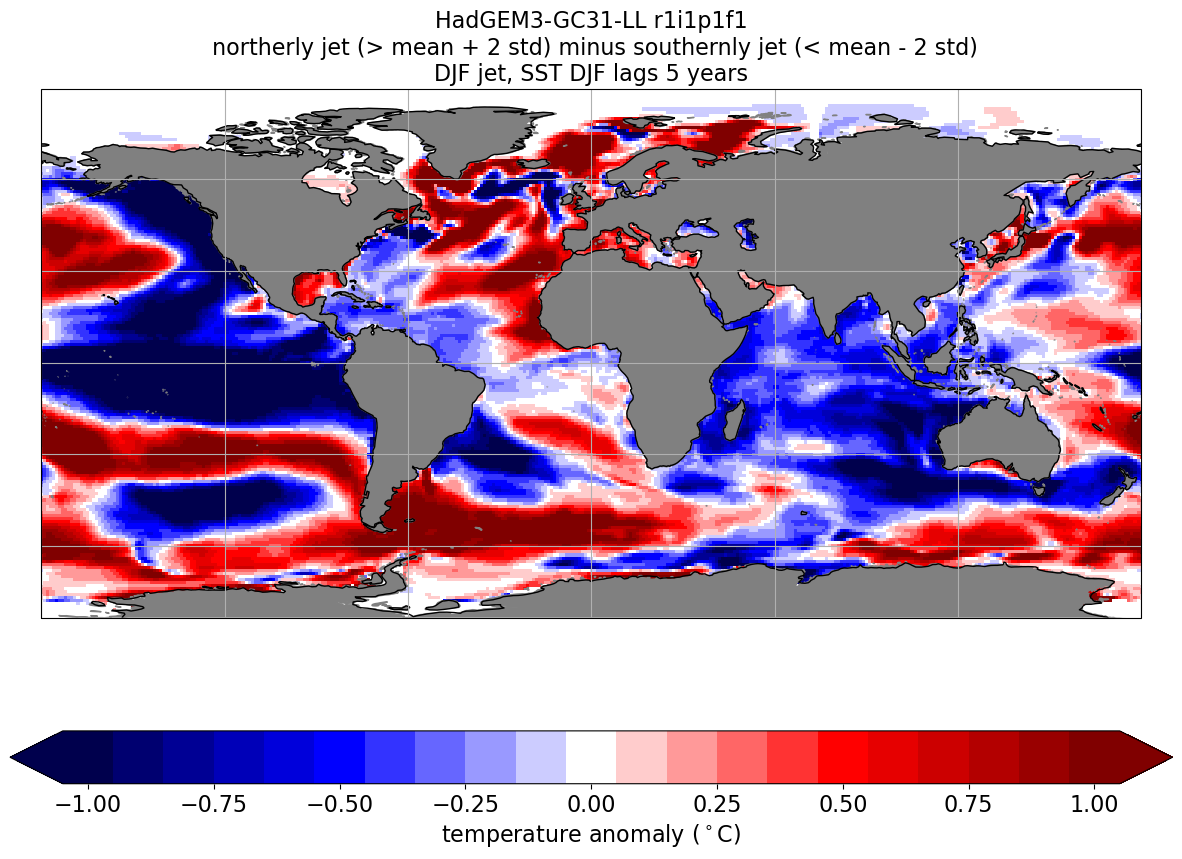 HadGEM3-GC31-LL r1i1p1f1
northerly jet (> mean + 2 std) minus southernly jet (< mean - 2 std)
DJF jet, SST DJF lags 5 years
−1.00 −0.75 −0.50 −0.25 0.00 0.25 0.50 0.75 1.00
temperature anomaly (°C)